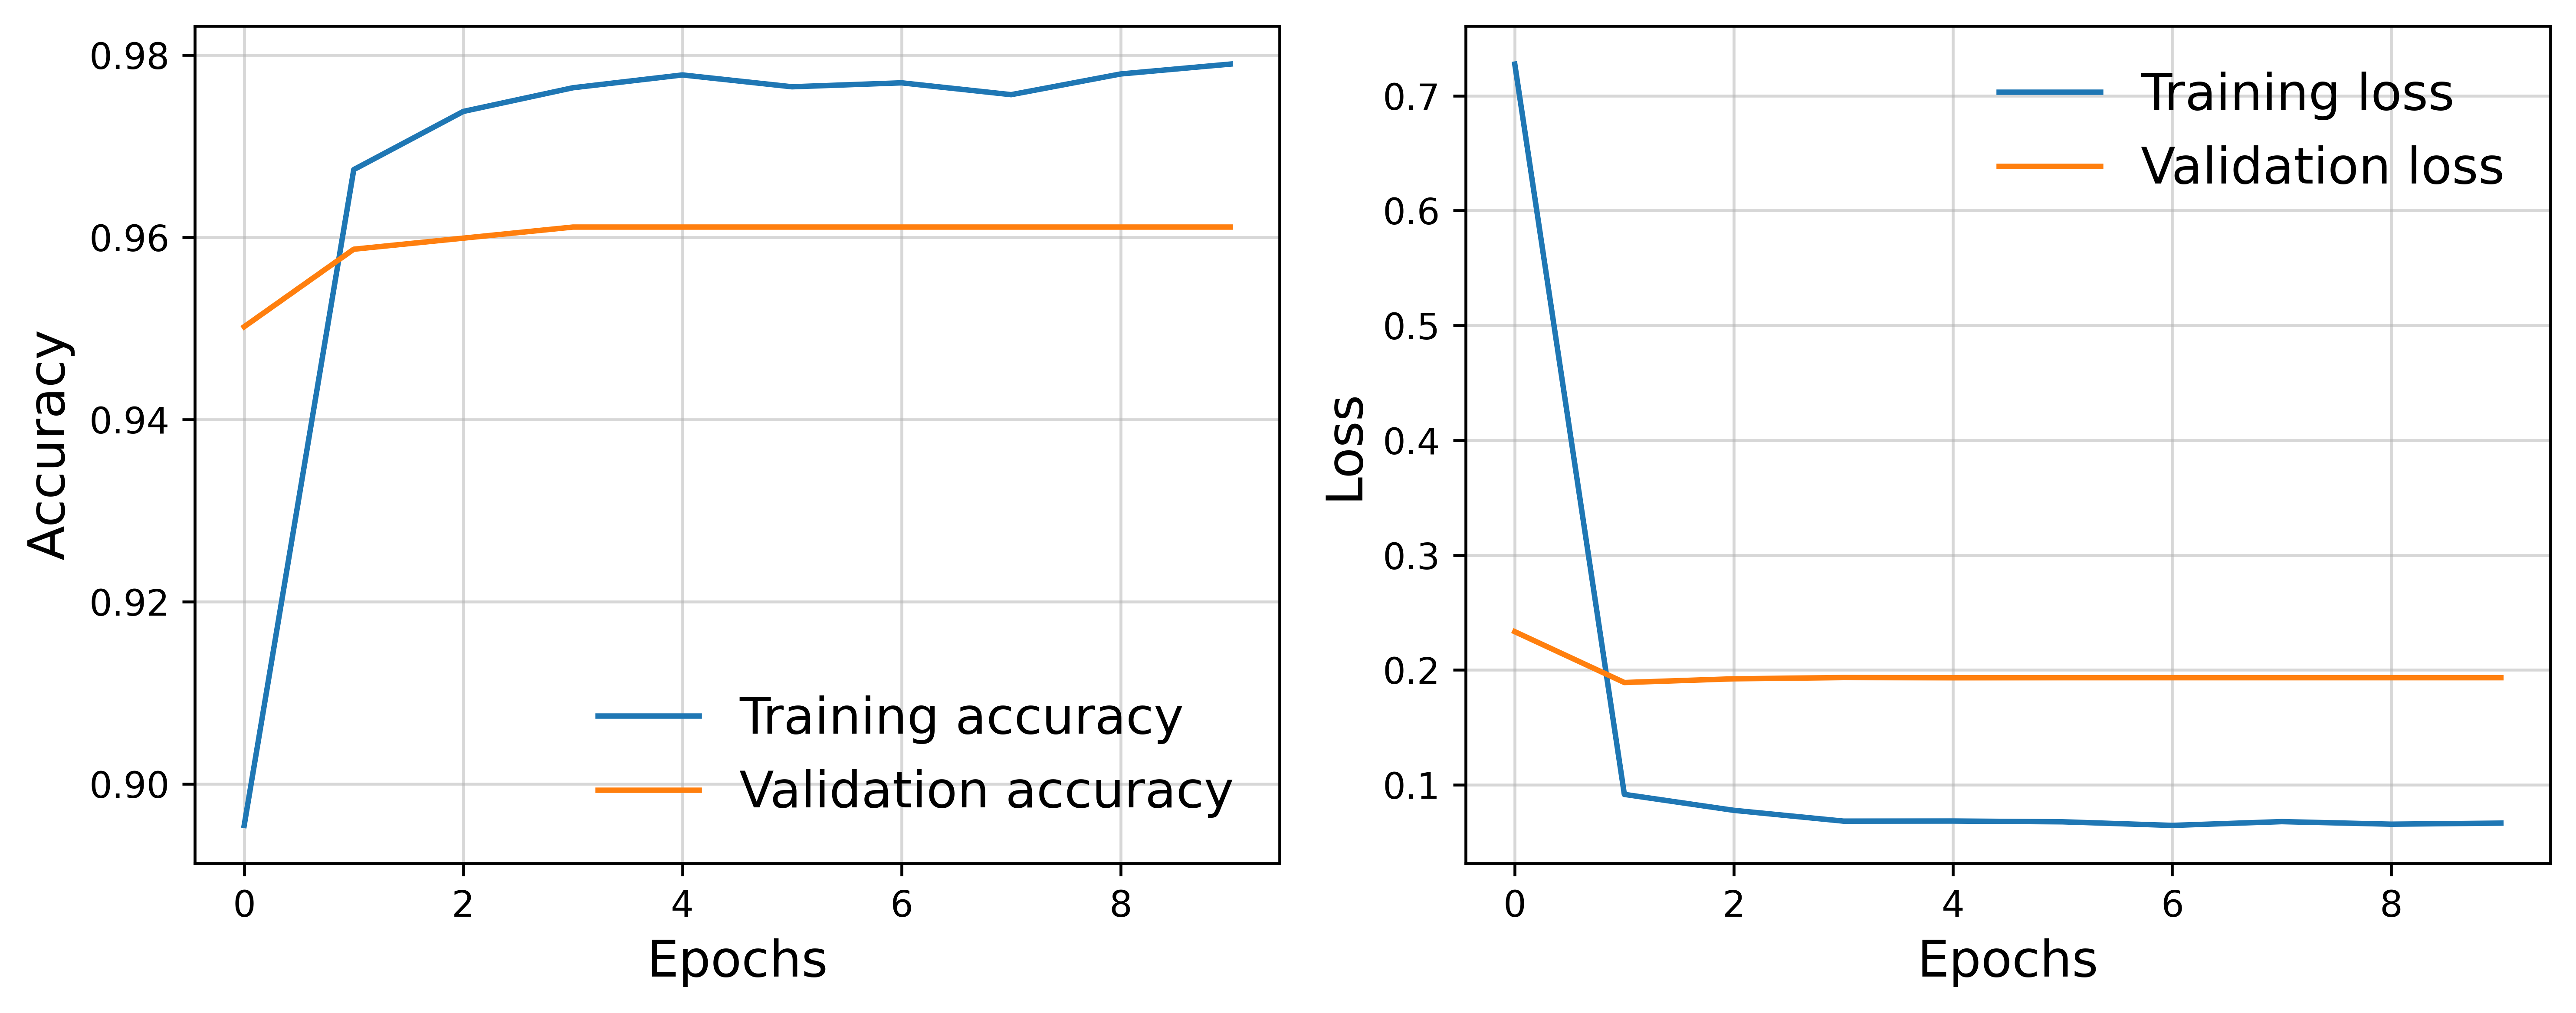 0.98
0.96
0.94
0.92
0.90
Accuracy
Training accuracy
Validation accuracy
0 2 4 6 8
Epochs
0.7
0.6
0.5
0.4
0.3
0.2
0.1
Loss
Training loss
Validation loss
0 2 4 6 8
Epochs